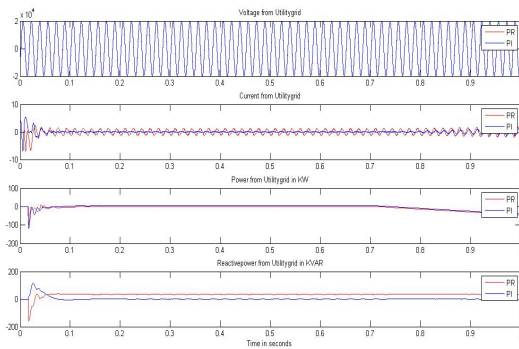 Voltage from Utilitygrid
x 10⁴
2
0
-2
0 0.1 0.2 0.3 0.4 0.5 0.6 0.7 0.8 0.9
PR
PI
Current from Utilitygrid
10
0
-10
0 0.1 0.2 0.3 0.4 0.5 0.6 0.7 0.8 0.9
PR
PI
Power from Utilitygrid in KW
100
0
-100
-200
0 0.1 0.2 0.3 0.4 0.5 0.6 0.7 0.8 0.9
PR
PI
Reactivepower from Utilitygrid in KVAR
200
0
-200
0 0.1 0.2 0.3 0.4 0.5 0.6 0.7 0.8 0.9
PR
PI
Time in seconds